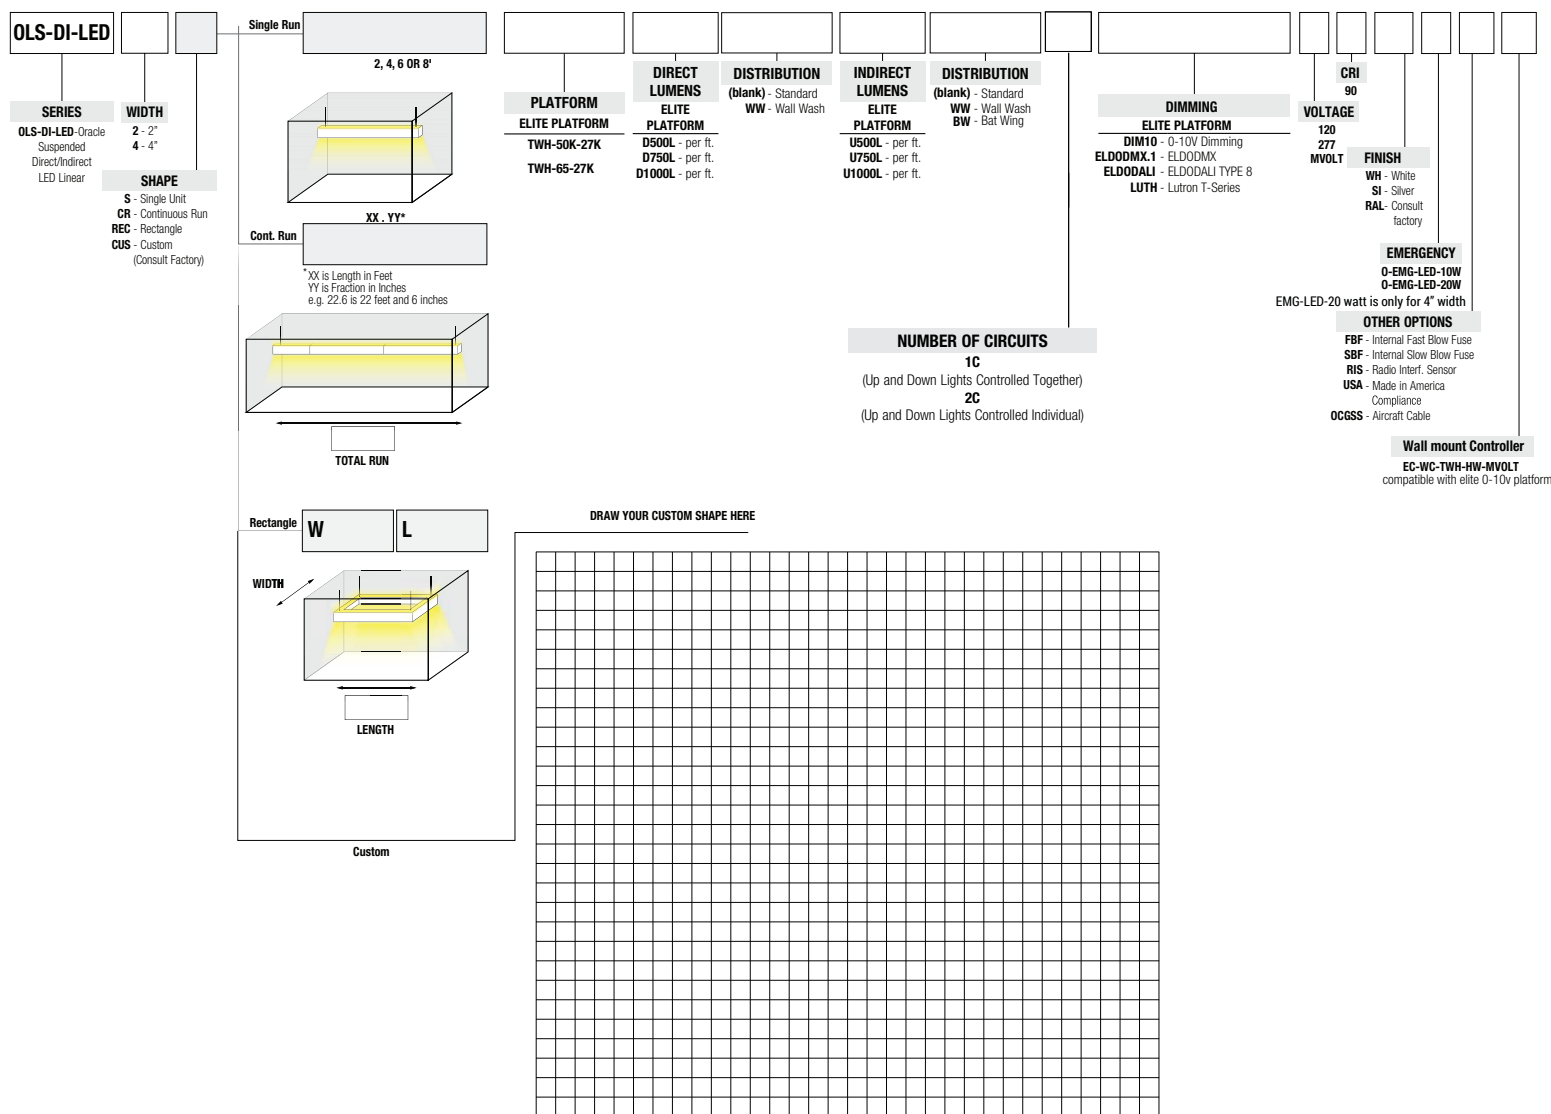 OLS-DI-LED
SERIES
OLS-DI-LED-Oracle
Suspended
Direct/Indirect
LED Linear
WIDTH
2 - 2”
4 - 4”
SHAPE
S - Single Unit
CR - Continuous Run
REC - Rectangle
CUS - Custom
(Consult Factory)
Single Run
2, 4, 6 OR 8'
XX . YY*
Cont. Run
*XX is Length in Feet
YY is Fraction in Inches
e.g. 22.6 is 22 feet and 6 inches
TOTAL RUN
Rectangle
W
L
WIDTH
LENGTH
Custom
PLATFORM
ELITE PLATFORM
TWH-50K-27K
TWH-65-27K
DIRECT
LUMENS
ELITE
PLATFORM
D500L - per ft.
D750L - per ft.
D1000L - per ft.
DISTRIBUTION
(blank) - Standard
WW - Wall Wash
INDIRECT
LUMENS
ELITE
PLATFORM
U500L - per ft.
U750L - per ft.
U1000L - per ft.
DISTRIBUTION
(blank) - Standard
WW - Wall Wash
BW - Bat Wing
NUMBER OF CIRCUITS
1C
(Up and Down Lights Controlled Together)
2C
(Up and Down Lights Controlled Individual)
DIMMING
ELITE PLATFORM
DIM10 - 0-10V Dimming
ELDODMX.1 - ELDODMX
ELDODALI - ELDODALI TYPE 8
LUTH - Lutron T-Series
VOLTAGE
120
277
MVOLT
CRI
90
FINISH
WH - White
SI - Silver
RAL- Consult
factory
EMERGENCY
O-EMG-LED-10W
O-EMG-LED-20W
EMG-LED-20 watt is only for 4” width
OTHER OPTIONS
FBF - Internal Fast Blow Fuse
SBF - Internal Slow Blow Fuse
RIS - Radio Interf. Sensor
USA - Made in America
Compliance
OCGSS - Aircraft Cable
Wall mount Controller
EC-WC-TWH-HW-MVOLT
compatible with elite 0-10v platform
DRAW YOUR CUSTOM SHAPE HERE